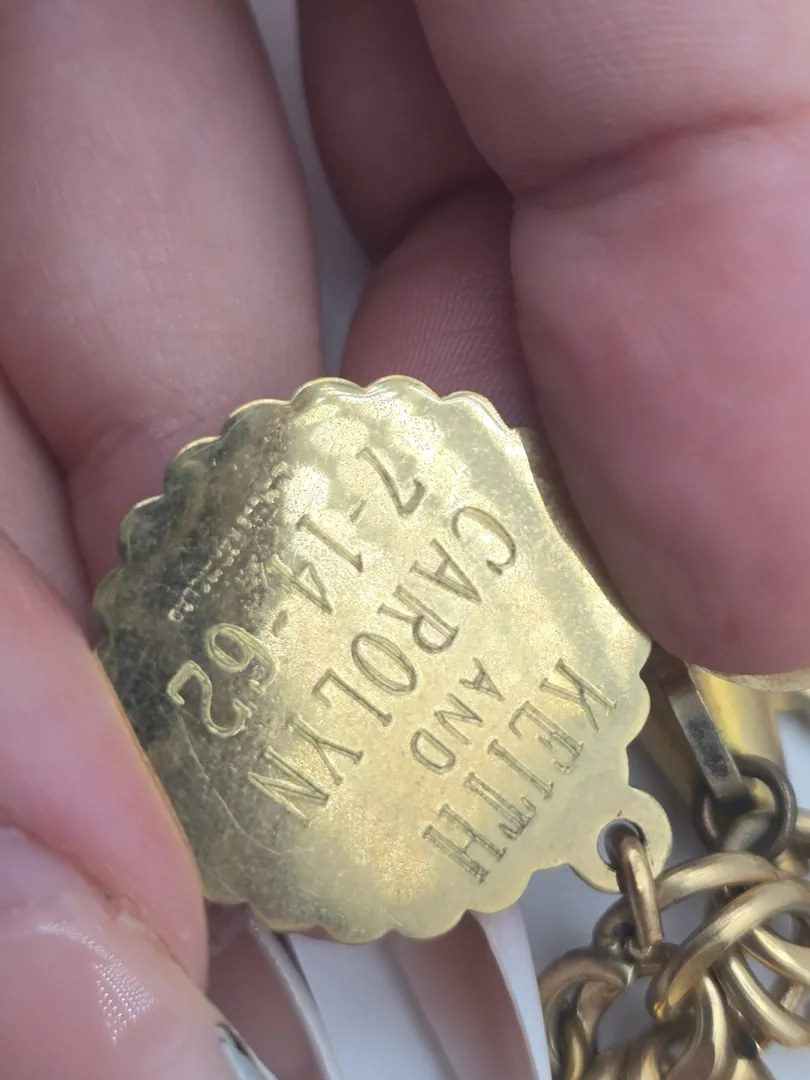 KEITH
AND
CAROLYN
7-14-62